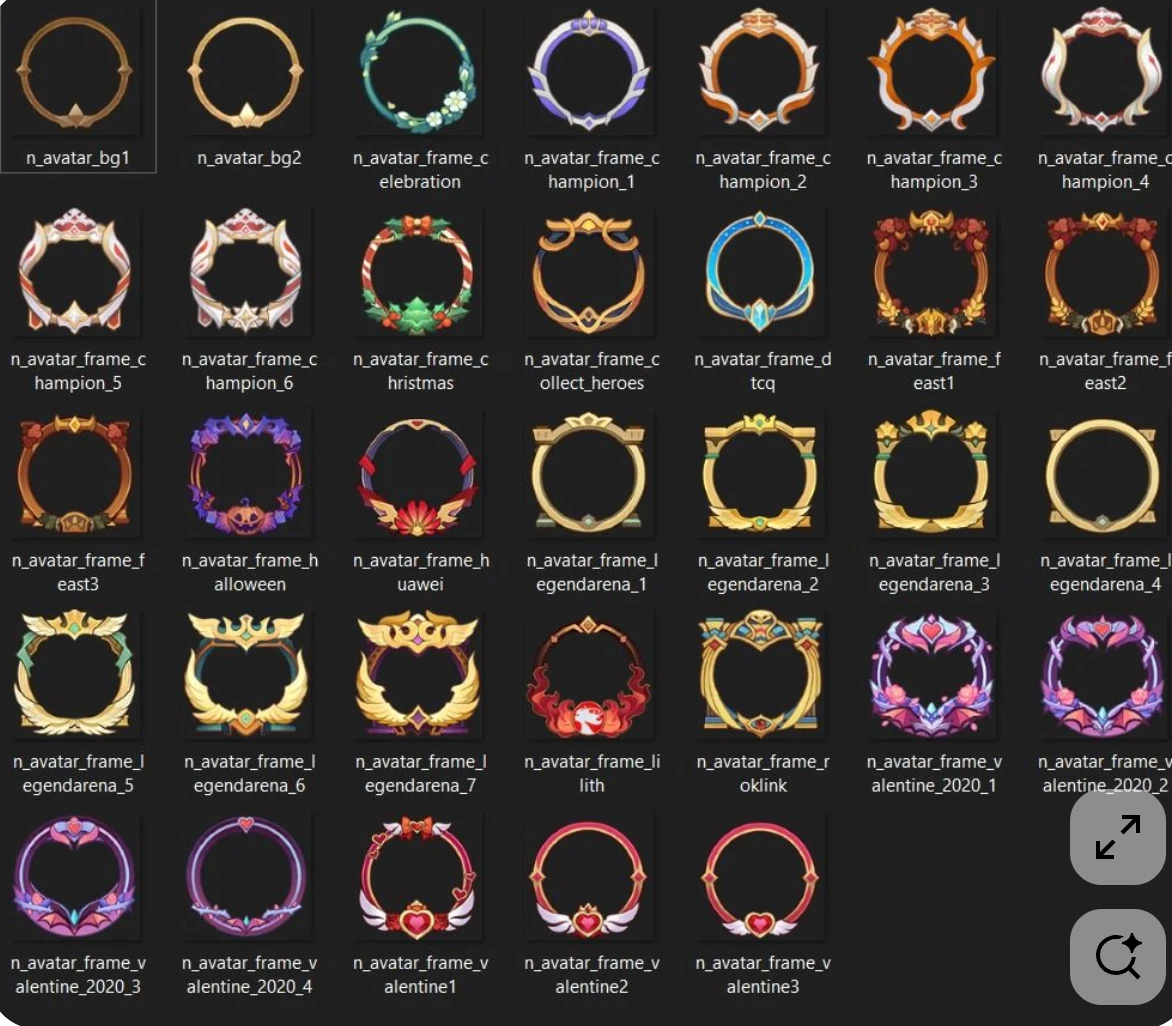 n_avatar_bg1
n_avatar_bg2
n_avatar_frame_c
elebration
n_avatar_frame_c
hampion_1
n_avatar_frame_c
hampion_2
n_avatar_frame_c
hampion_3
n_avatar_frame_c
hampion_4
n_avatar_frame_c
hampion_5
n_avatar_frame_c
hampion_6
n_avatar_frame_c
hristmas
n_avatar_frame_c
ollect_heroes
n_avatar_frame_d
tcq
n_avatar_frame_f
east1
n_avatar_frame_f
east2
n_avatar_frame_f
east3
n_avatar_frame_h
alloween
n_avatar_frame_h
uawei
n_avatar_frame_l
egendarena_1
n_avatar_frame_l
egendarena_2
n_avatar_frame_l
egendarena_3
n_avatar_frame_l
egendarena_4
n_avatar_frame_l
egendarena_5
n_avatar_frame_l
egendarena_6
n_avatar_frame_l
egendarena_7
n_avatar_frame_li
lith
n_avatar_frame_r
oklink
n_avatar_frame_v
alentine_2020_1
n_avatar_frame_v
alentine_2020_2
n_avatar_frame_v
alentine_2020_3
n_avatar_frame_v
alentine_2020_4
n_avatar_frame_v
alentine1
n_avatar_frame_v
alentine2
n_avatar_frame_v
alentine3